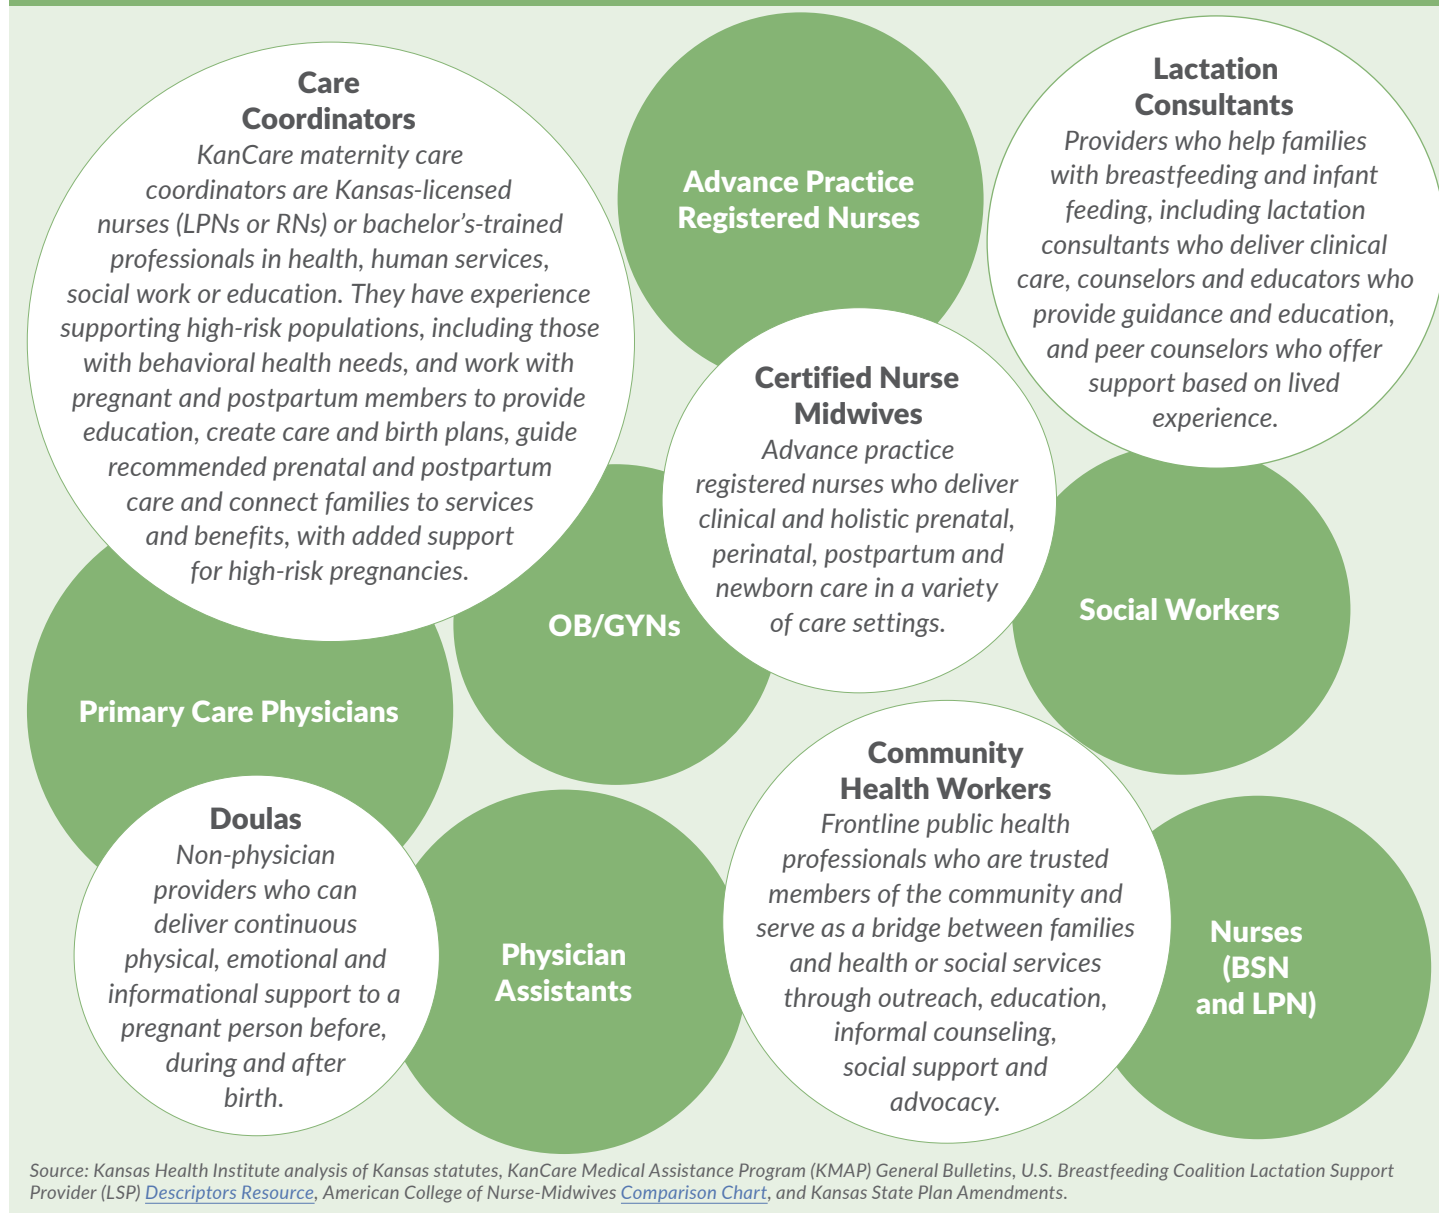 Care
Coordinators
KanCare maternity care
coordinators are Kansas-licensed
nurses (LPNs or RNs) or bachelor’s-trained
professionals in health, human services,
social work or education. They have experience
supporting high-risk populations, including those
with behavioral health needs, and work with
pregnant and postpartum members to provide
education, create care and birth plans, guide
recommended prenatal and postpartum
care and connect families to services
and benefits, with added support
for high-risk pregnancies.
Advance Practice
Registered Nurses
Lactation
Consultants
Providers who help families
with breastfeeding and infant
feeding, including lactation
consultants who deliver clinical
care, counselors and educators who
provide guidance and education,
and peer counselors who offer
support based on lived
experience.
Certified Nurse
Midwives
Advance practice
registered nurses who deliver
clinical and holistic prenatal,
perinatal, postpartum and
newborn care in a variety
of care settings.
OB/GYNs
Social Workers
Primary Care Physicians
Doulas
Non-physician
providers who can
deliver continuous
physical, emotional and
informational support to a
pregnant person before,
during and after
birth.
Physician
Assistants
Community
Health Workers
Frontline public health
professionals who are trusted
members of the community and
serve as a bridge between families
and health or social services
through outreach, education,
informal counseling,
social support and
advocacy.
Nurses
(BSN
and LPN)
Source: Kansas Health Institute analysis of Kansas statutes, KanCare Medical Assistance Program (KMAP) General Bulletins, U.S. Breastfeeding Coalition Lactation Support
Provider (LSP) Descriptors Resource, American College of Nurse-Midwives Comparison Chart, and Kansas State Plan Amendments.